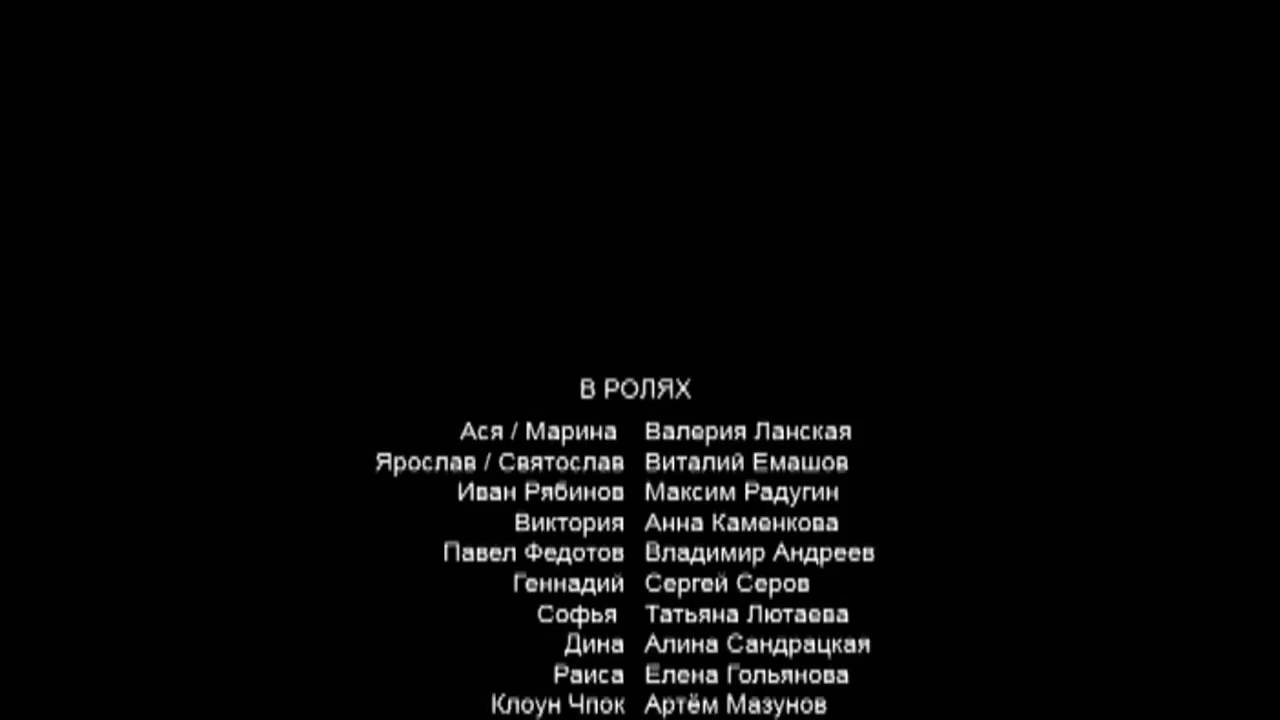 В РОЛЯХ
Ася / Марина Валерия Ланская
Ярослав / Святослав Виталий Емашов
Иван Рябинов Максим Радугин
Виктория Анна Каменкова
Павел Федотов Владимир Андреев
Геннадий Сергей Серов
Софья Татьяна Лютаева
Дина Алина Сандрацкая
Раиса Елена Гольянова
Клоун Чпок Артём Мазунов